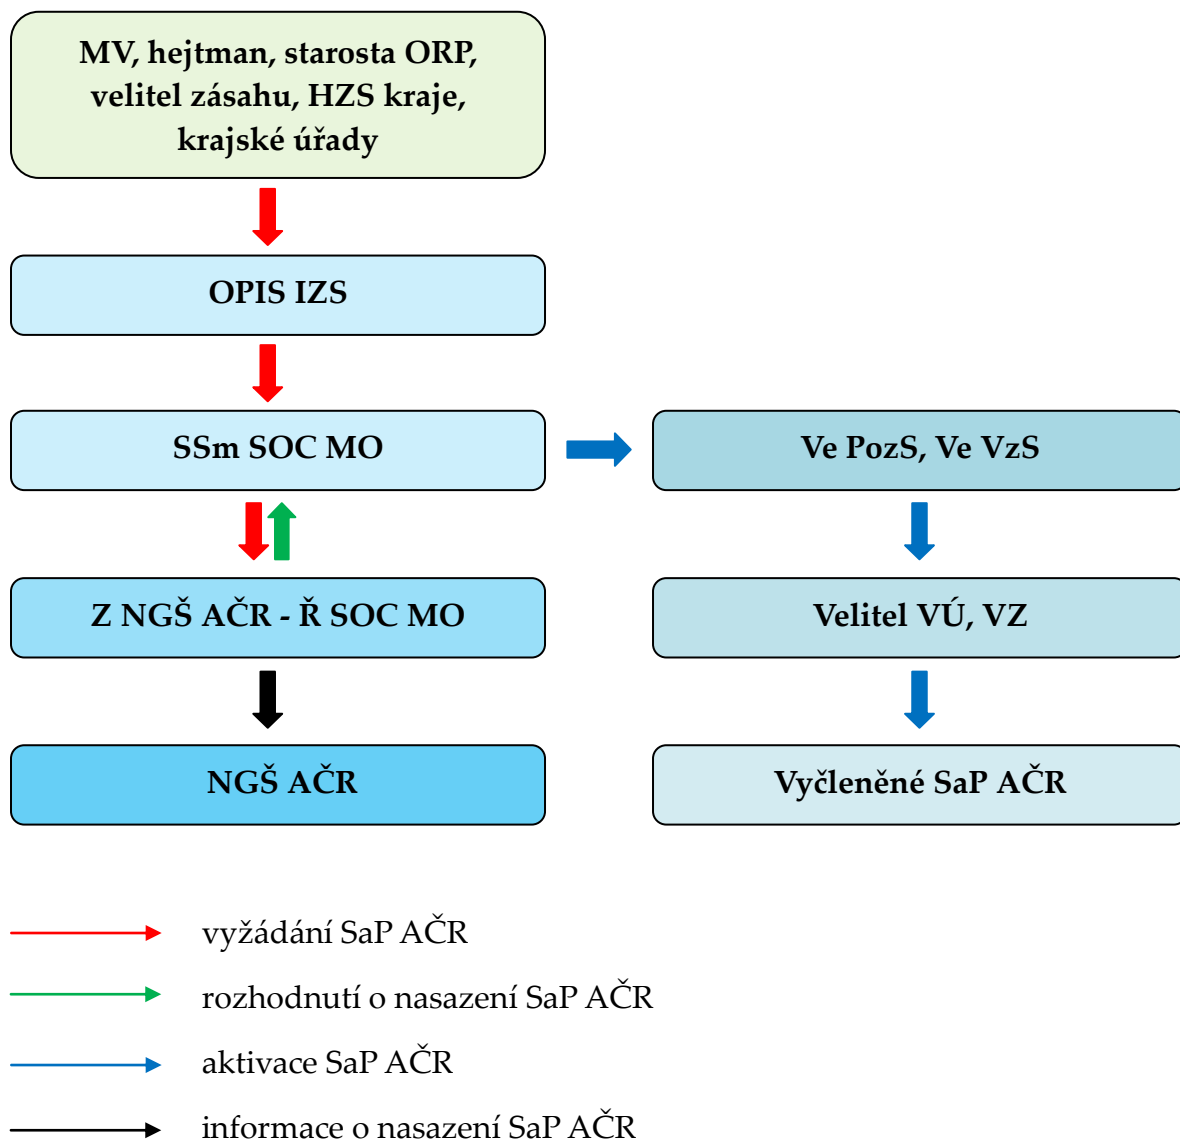 MV, hejtman, starosta ORP,
velitel zásahu, HZS kraje,
krajské úřady
OPIS IZS
SSm SOC MO
Ve PozS, Ve VzS
Z NGŠ AČR - Ř SOC MO
Velitel VÚ, VZ
NGŠ AČR
Vyčleněné SaP AČR
vyžádání SaP AČR
rozhodnutí o nasazení SaP AČR
aktivace SaP AČR
informace o nasazení SaP AČR